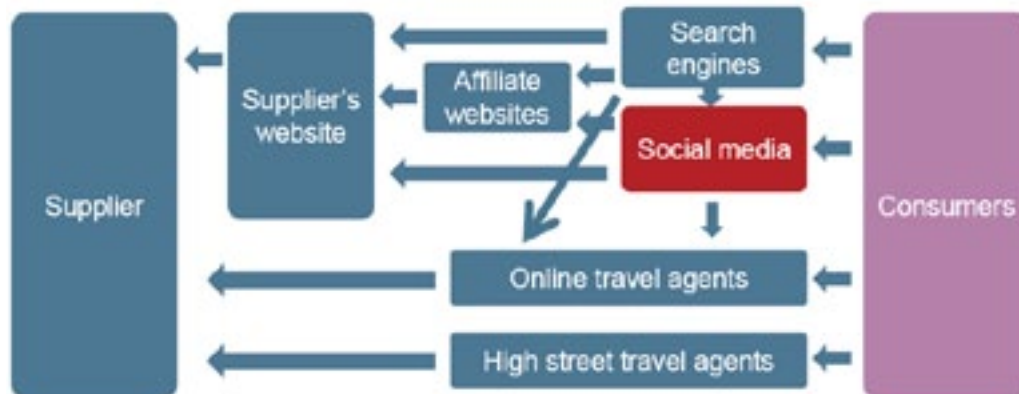 Search
engines
Affiliate
websites
Supplier's
website
Social media
Supplier
Consumers
Online travel agents
High street travel agents